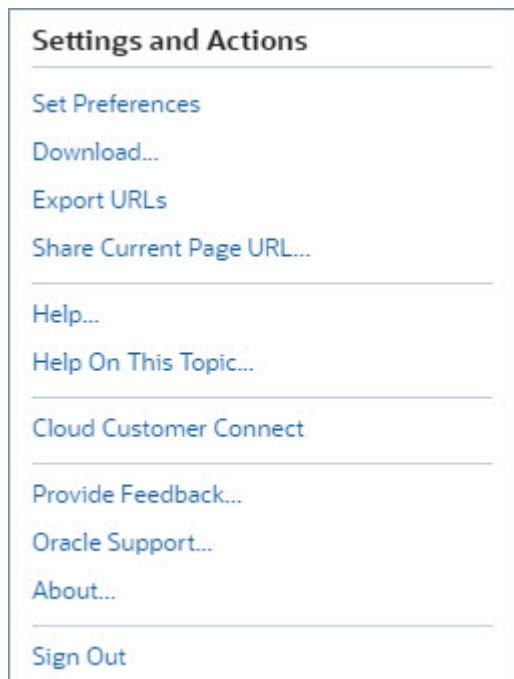 Settings and Actions
Set Preferences
Download...
Export URLs
Share Current Page URL...
Help...
Help On This Topic...
Cloud Customer Connect
Provide Feedback...
Oracle Support...
About...
Sign Out